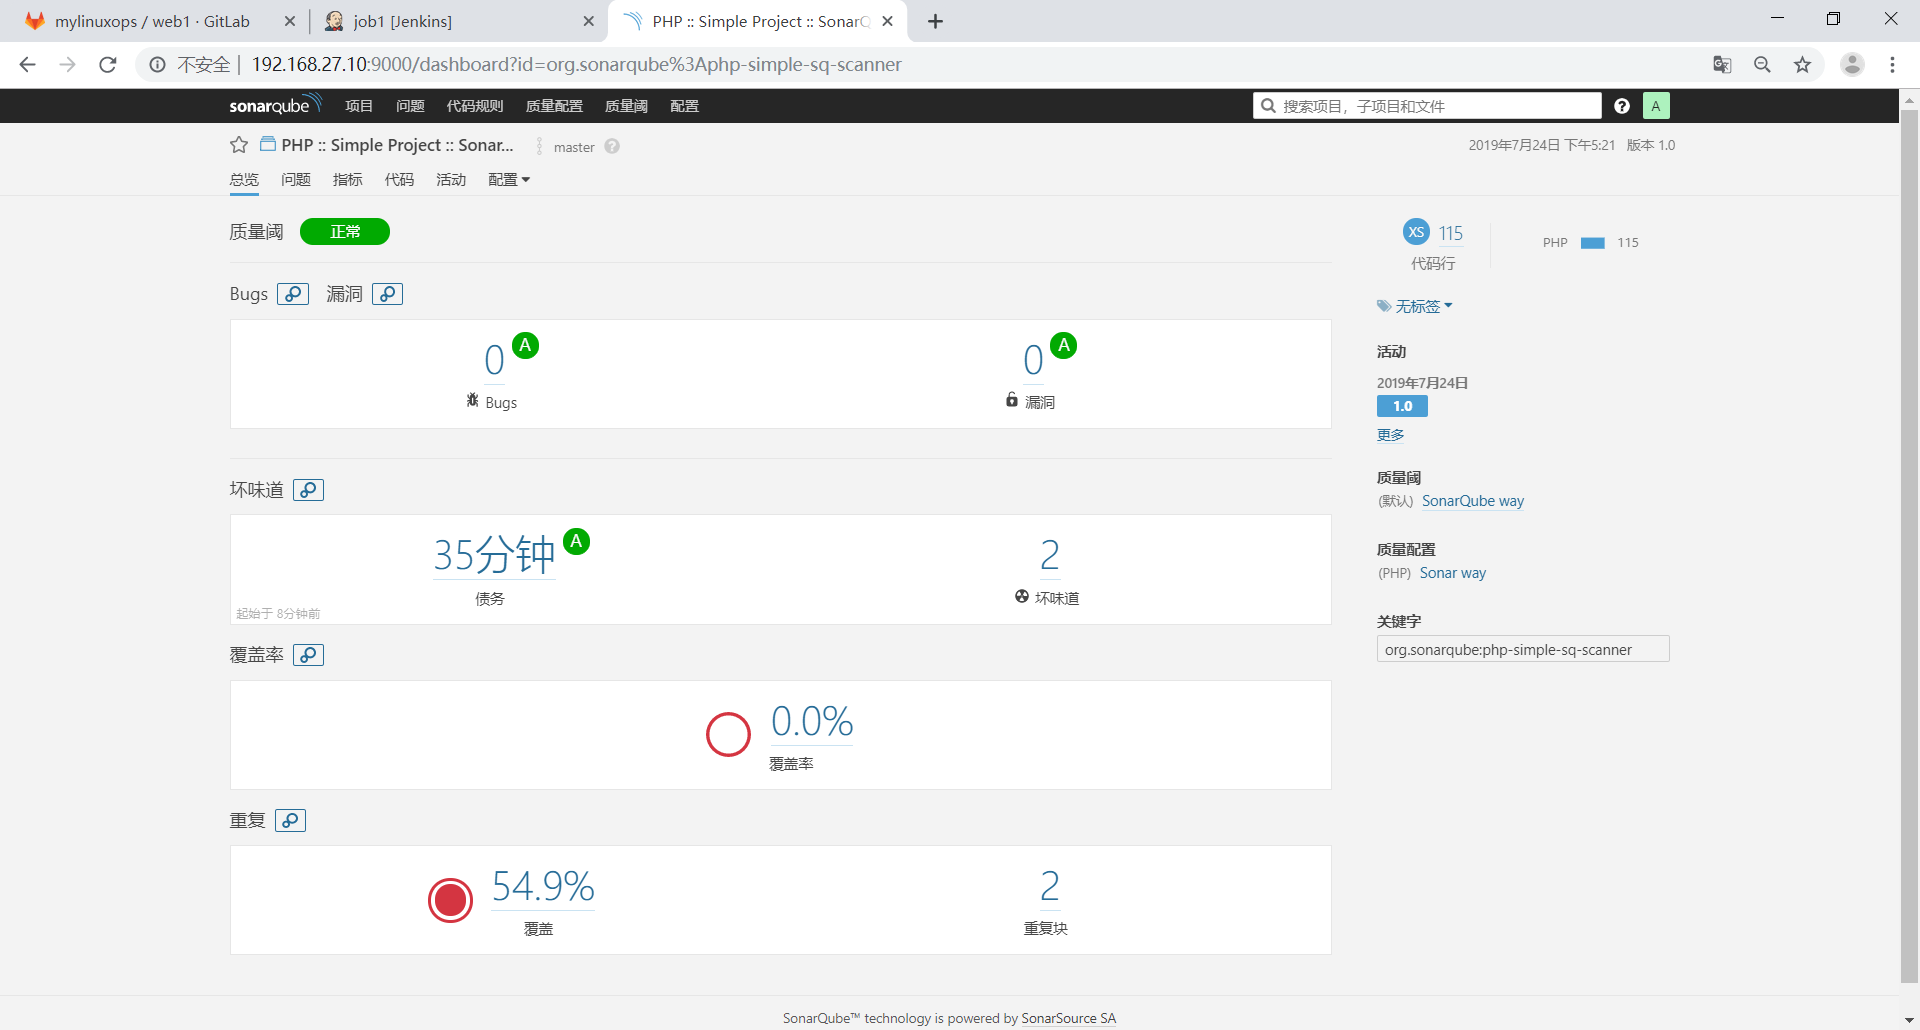 mylinuxops / web1 · GitLab
job1 [Jenkins]
PHP :: Simple Project :: SonarQ
不安全 | 192.168.27.10:9000/dashboard?id=org.sonarqube%3Aphp-simple-sq-scanner
sonarqube 项目 问题 代码规则 质量配置 质量阈 配置 搜索项目，子项目和文件 ? A
PHP :: Simple Project :: Sonar... master ? 2019年7月24日 下午5:21 版本 1.0
总览 问题 指标 代码 活动 配置
质量阈 正常
Bugs 漏洞
0 A
Bugs
0 A
漏洞
坏味道
35分钟 A
债务
起始于 8分钟前
2
坏味道
覆盖率
0.0%
覆盖率
重复
54.9%
覆盖
2
重复块
XS 115
代码行
PHP 115
无标签
活动
2019年7月24日
1.0
更多
质量阈
(默认) SonarQube way
质量配置
(PHP) Sonar way
关键字
org.sonarqube:php-simple-sq-scanner
SonarQube™ technology is powered by SonarSource SA